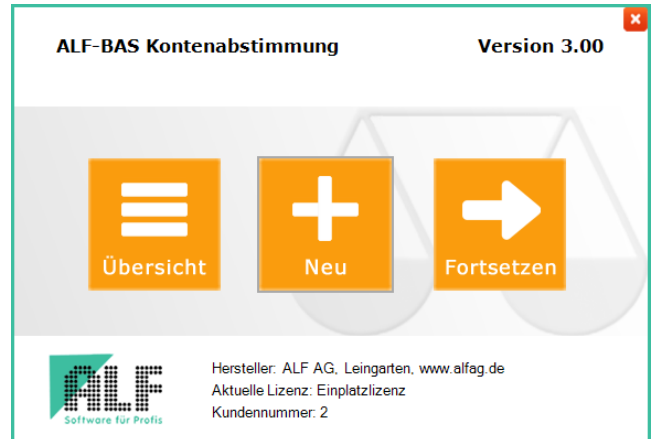 ALF-BAS Kontenabstimmung Version 3.00
Übersicht
Neu
Fortsetzen
ALF
Software für Profis
Hersteller: ALF AG, Leingarten, www.alfag.de
Aktuelle Lizenz: Einplatzlizenz
Kundennummer: 2